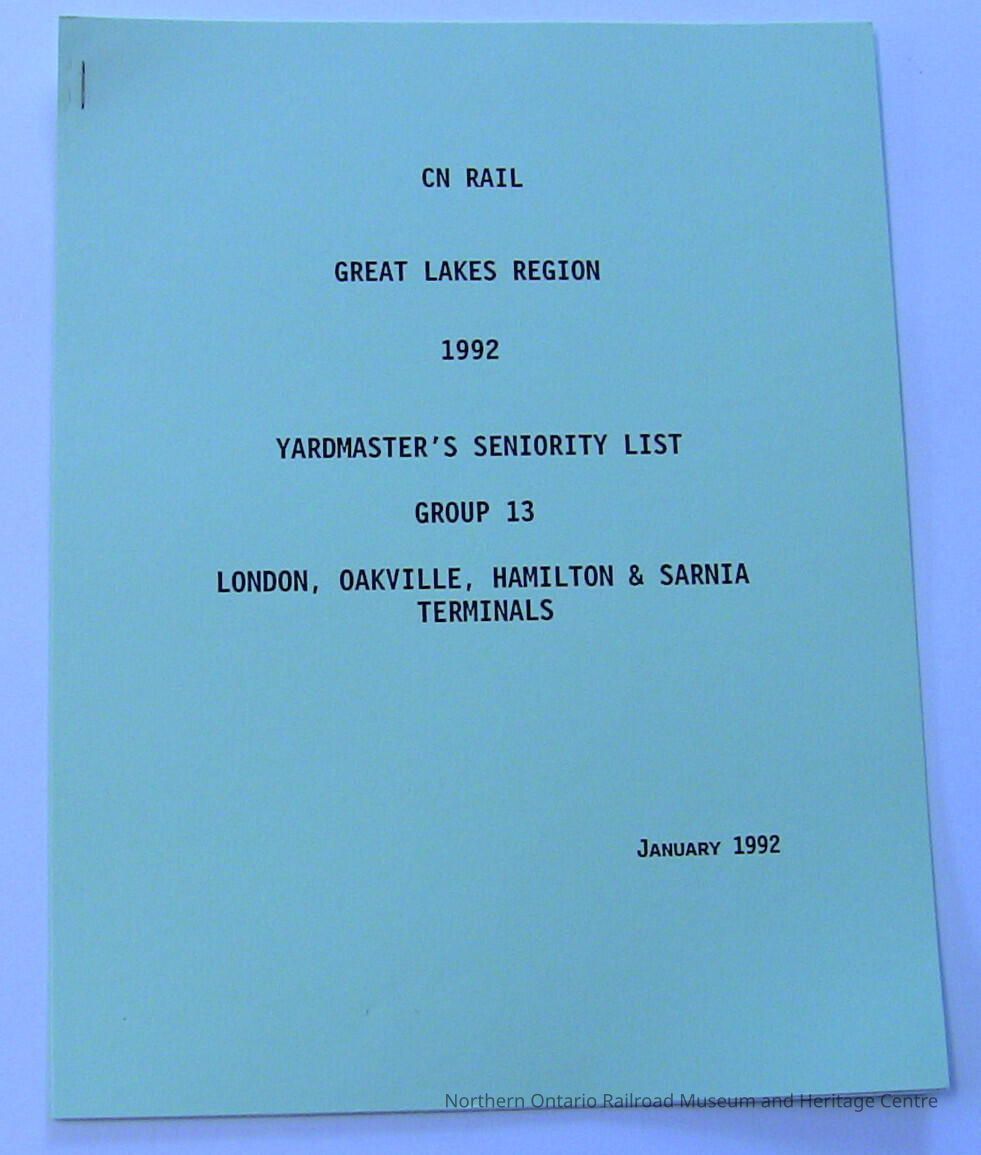 CN RAIL
GREAT LAKES REGION
1992
YARDMASTER'S SENIORITY LIST
GROUP 13
LONDON, OAKVILLE, HAMILTON & SARNIA
TERMINALS
JANUARY 1992
Northern Ontario Railroad Museum and Heritage Centre